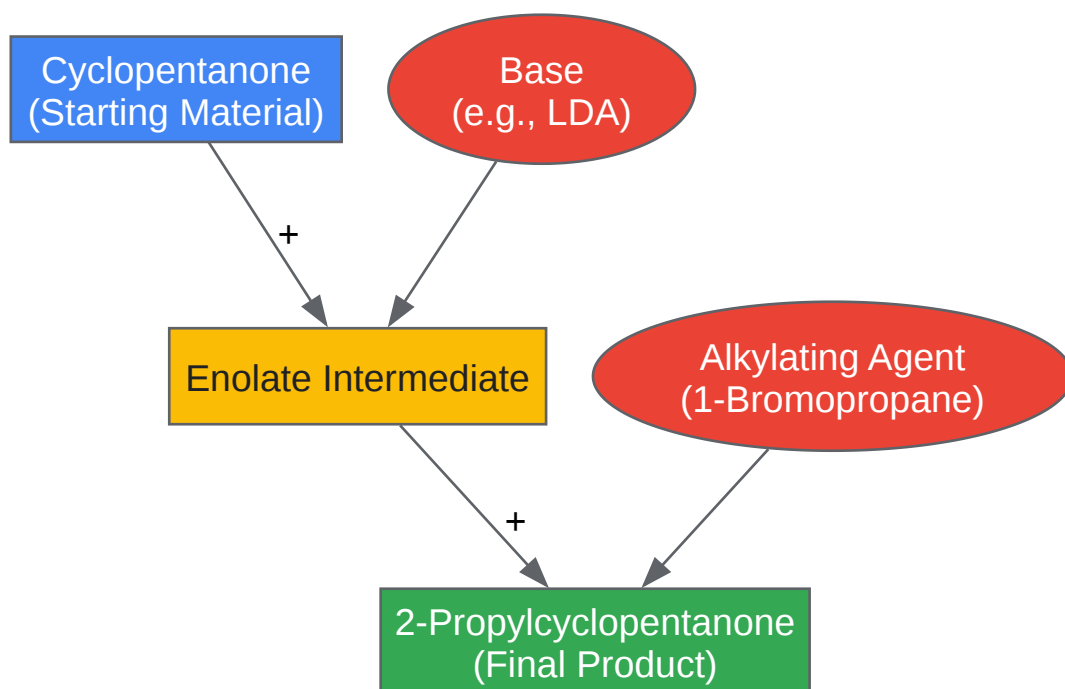 Cyclopentanone
(Starting Material)
Base
(e.g., LDA)
+
Enolate Intermediate
Alkylating Agent
(1-Bromopropane)
+
2-Propylcyclopentanone
(Final Product)